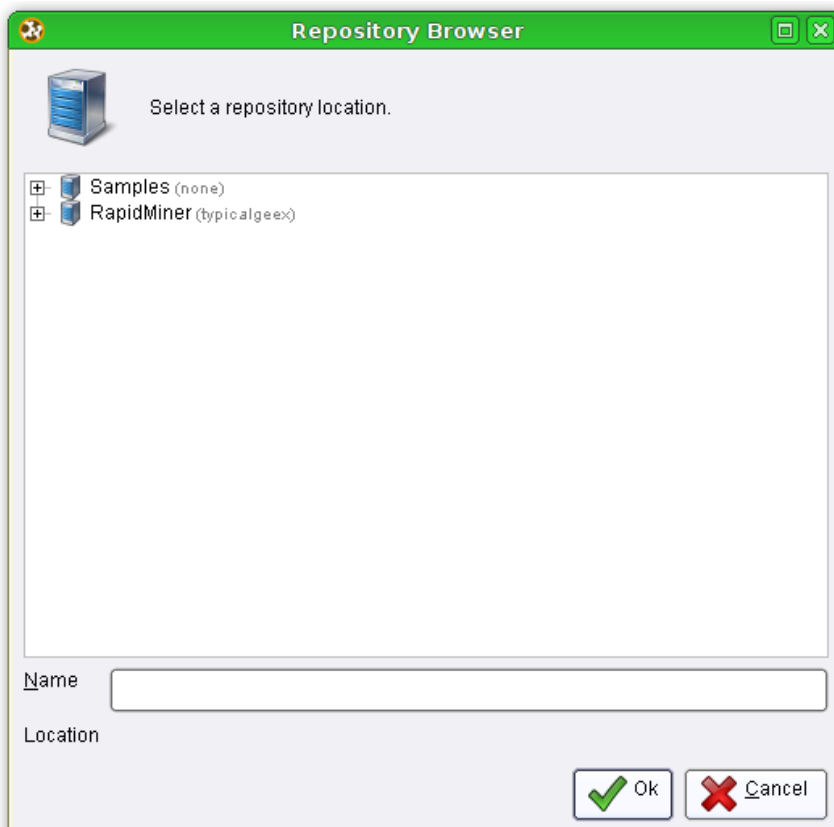 Repository Browser
Select a repository location.
Samples (none)
RapidMiner (typicalgeex)
Name
Location
Ok Cancel